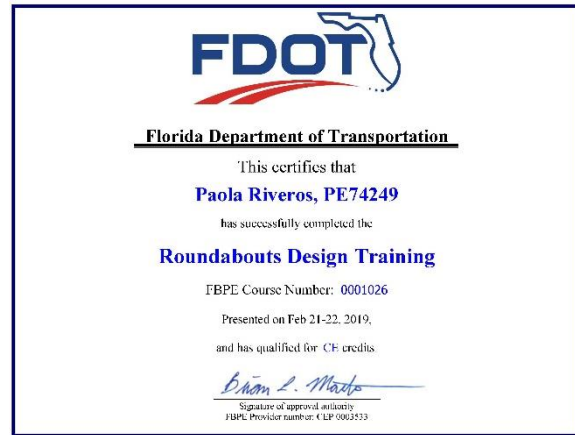 FDOT
Florida Department of Transportation
This certifies that
Paola Riveros, PE74249
has successfully completed the
Roundabouts Design Training
FBPE Course Number: 0001026
Presented on Feb 21-22, 2019,
and has qualified for CE credits
Signature of approval authority
FBPE Provider number: CEP 0003533